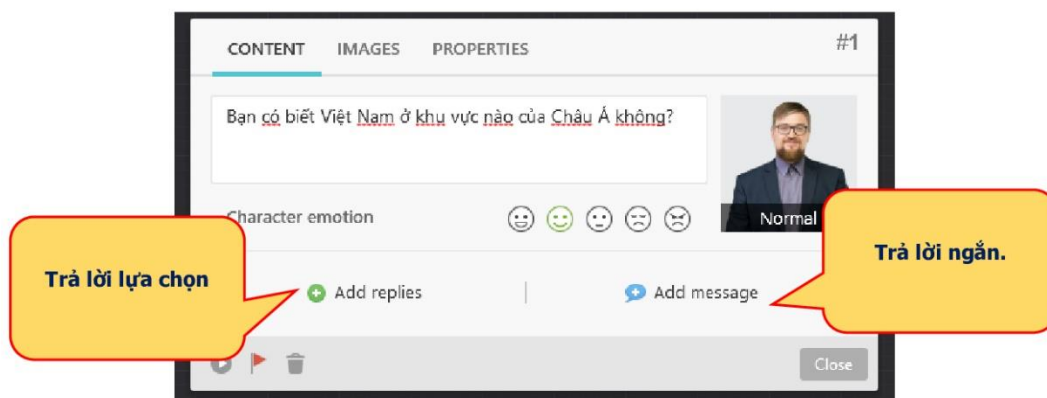 CONTENT IMAGES PROPERTIES #1
Bạn có biết Việt Nam ở khu vực nào của Châu Á không?
Character emotion
Normal
Trả lời lựa chọn
Trả lời ngắn.
Add replies
Add message
Close